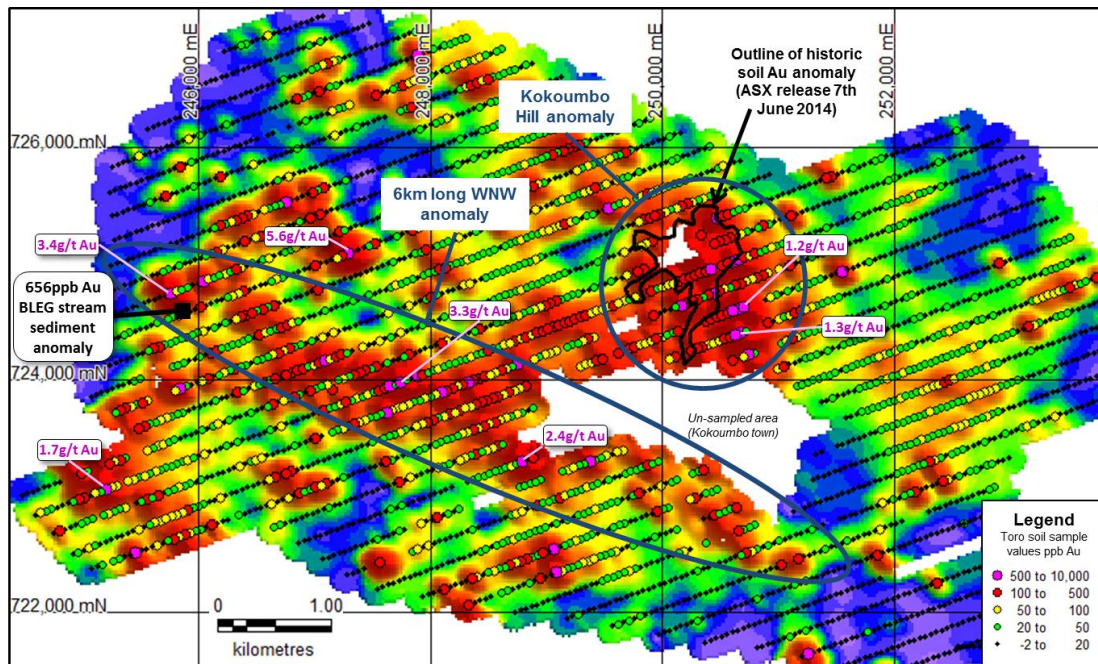 246,000 mE
248,000 mE
250,000 mE
252,000 mE
Outline of historic
soil Au anomaly
(ASX release 7th
June 2014)
Kokoumbo
Hill anomaly
726,000 mN
6km long WNW
anomaly
3.4g/t Au
5.6g/t Au
1.2g/t Au
656ppb Au
BLEG stream
sediment
anomaly
3.3g/t Au
1.3g/t Au
724,000 mN
Un-sampled area
(Kokoumbo town)
1.7g/t Au
2.4g/t Au
722,000 mN
0 1.00
kilometres
Legend
Toro soil sample
values ppb Au
500 to 10,000
100 to 500
50 to 100
20 to 50
-2 to 20